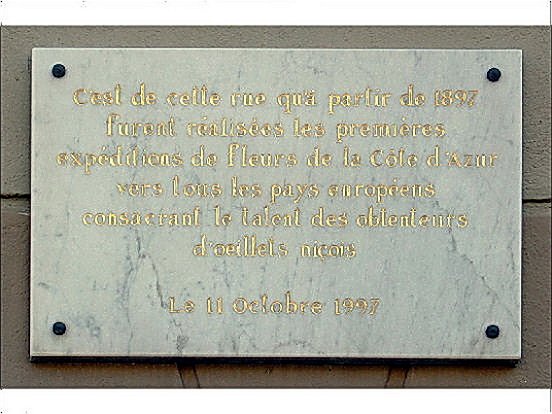 C'est de cette rue qu'à partir de 1897
furent réalisées les premières
expéditions de fleurs de la Côte d'Azur
vers tous les pays européens
consacrant le talent des obtenteurs
d'oeillets niçois
Le 11 Octobre 1997